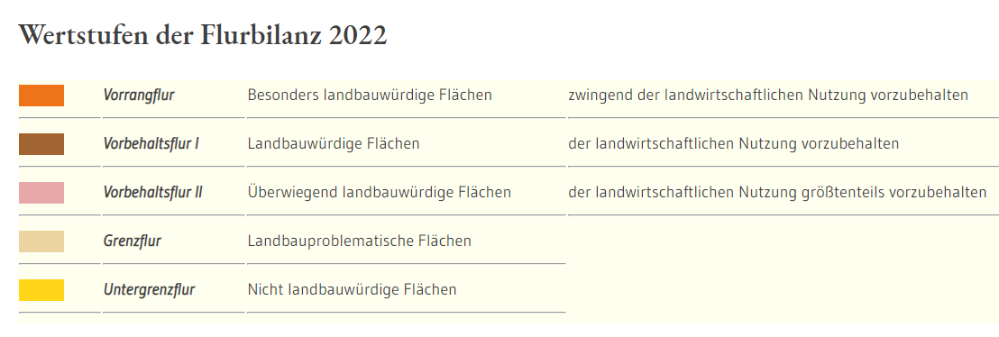 Wertstufen der Flurbilanz 2022
Vorrangflur Besonders landbauwürdige Flächen zwingend der landwirtschaftlichen Nutzung vorzubehalten
Vorbehaltsflur I Landbauwürdige Flächen der landwirtschaftlichen Nutzung vorzubehalten
Vorbehaltsflur II Überwiegend landbauwürdige Flächen der landwirtschaftlichen Nutzung größtenteils vorzubehalten
Grenzflur Landbauproblematische Flächen
Untergrenzflur Nicht landbauwürdige Flächen